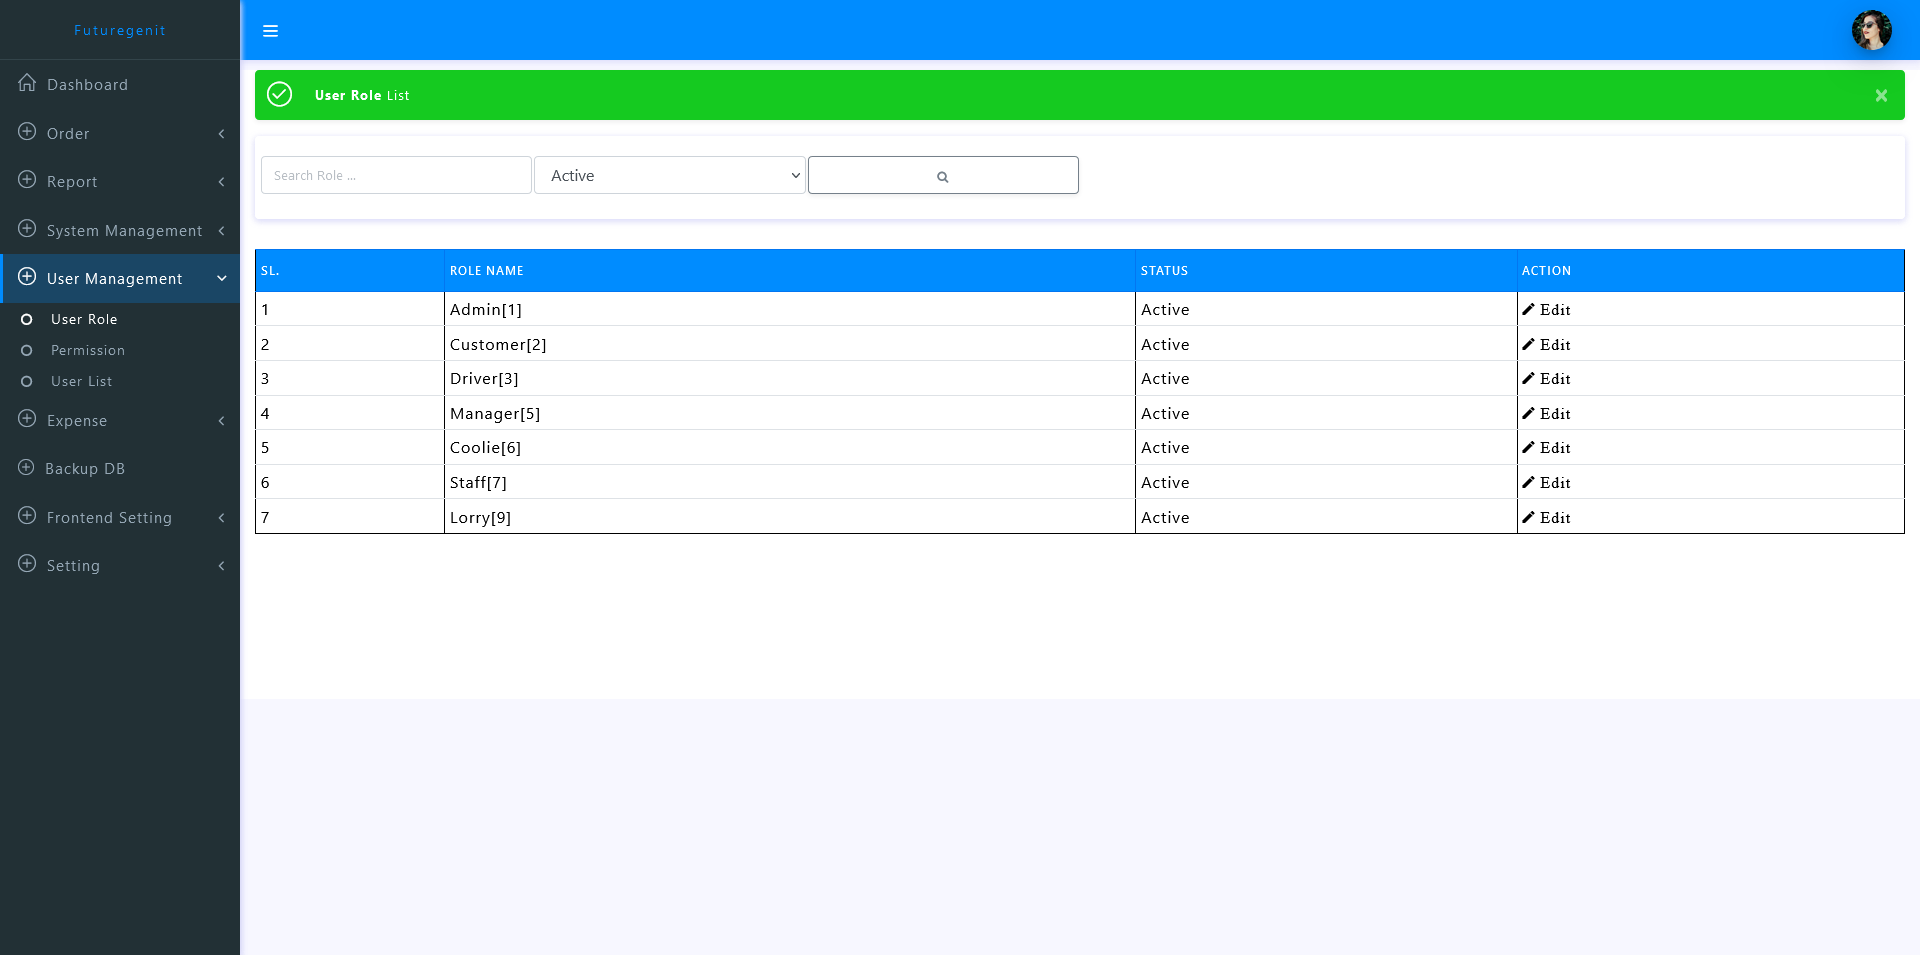 Futuregenit
Dashboard
Order
Report
System Management
User Management
User Role
Permission
User List
Expense
Backup DB
Frontend Setting
Setting
User Role List
×
Search Role ...
Active
SL. ROLE NAME STATUS ACTION
1 Admin[1] Active Edit
2 Customer[2] Active Edit
3 Driver[3] Active Edit
4 Manager[5] Active Edit
5 Coolie[6] Active Edit
6 Staff[7] Active Edit
7 Lorry[9] Active Edit